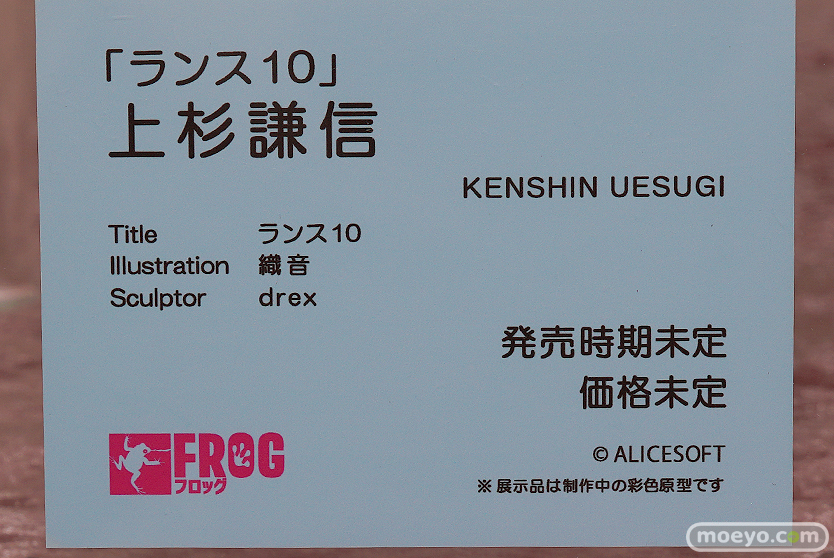 「ランス10」
上杉謙信
KENSHIN UESUGI
Title ランス10
Illustration 織音
Sculptor drex
発売時期未定
価格未定
FROG
フロッグ
© ALICESOFT
※展示品は制作中の彩色原型です
moeyo.com